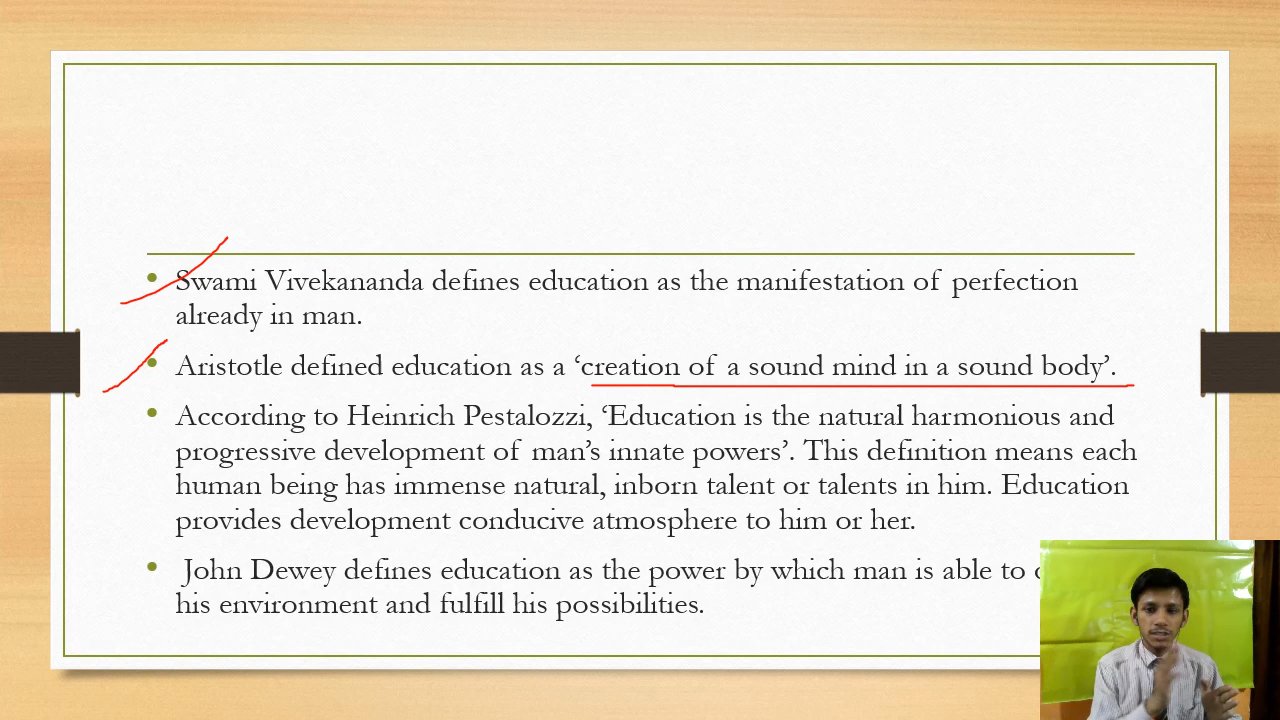 • Swami Vivekananda defines education as the manifestation of perfection
already in man.
• Aristotle defined education as a ‘creation of a sound mind in a sound body’.
• According to Heinrich Pestalozzi, ‘Education is the natural harmonious and
progressive development of man’s innate powers’. This definition means each
human being has immense natural, inborn talent or talents in him. Education
provides development conducive atmosphere to him or her.
• John Dewey defines education as the power by which man is able to
his environment and fulfill his possibilities.